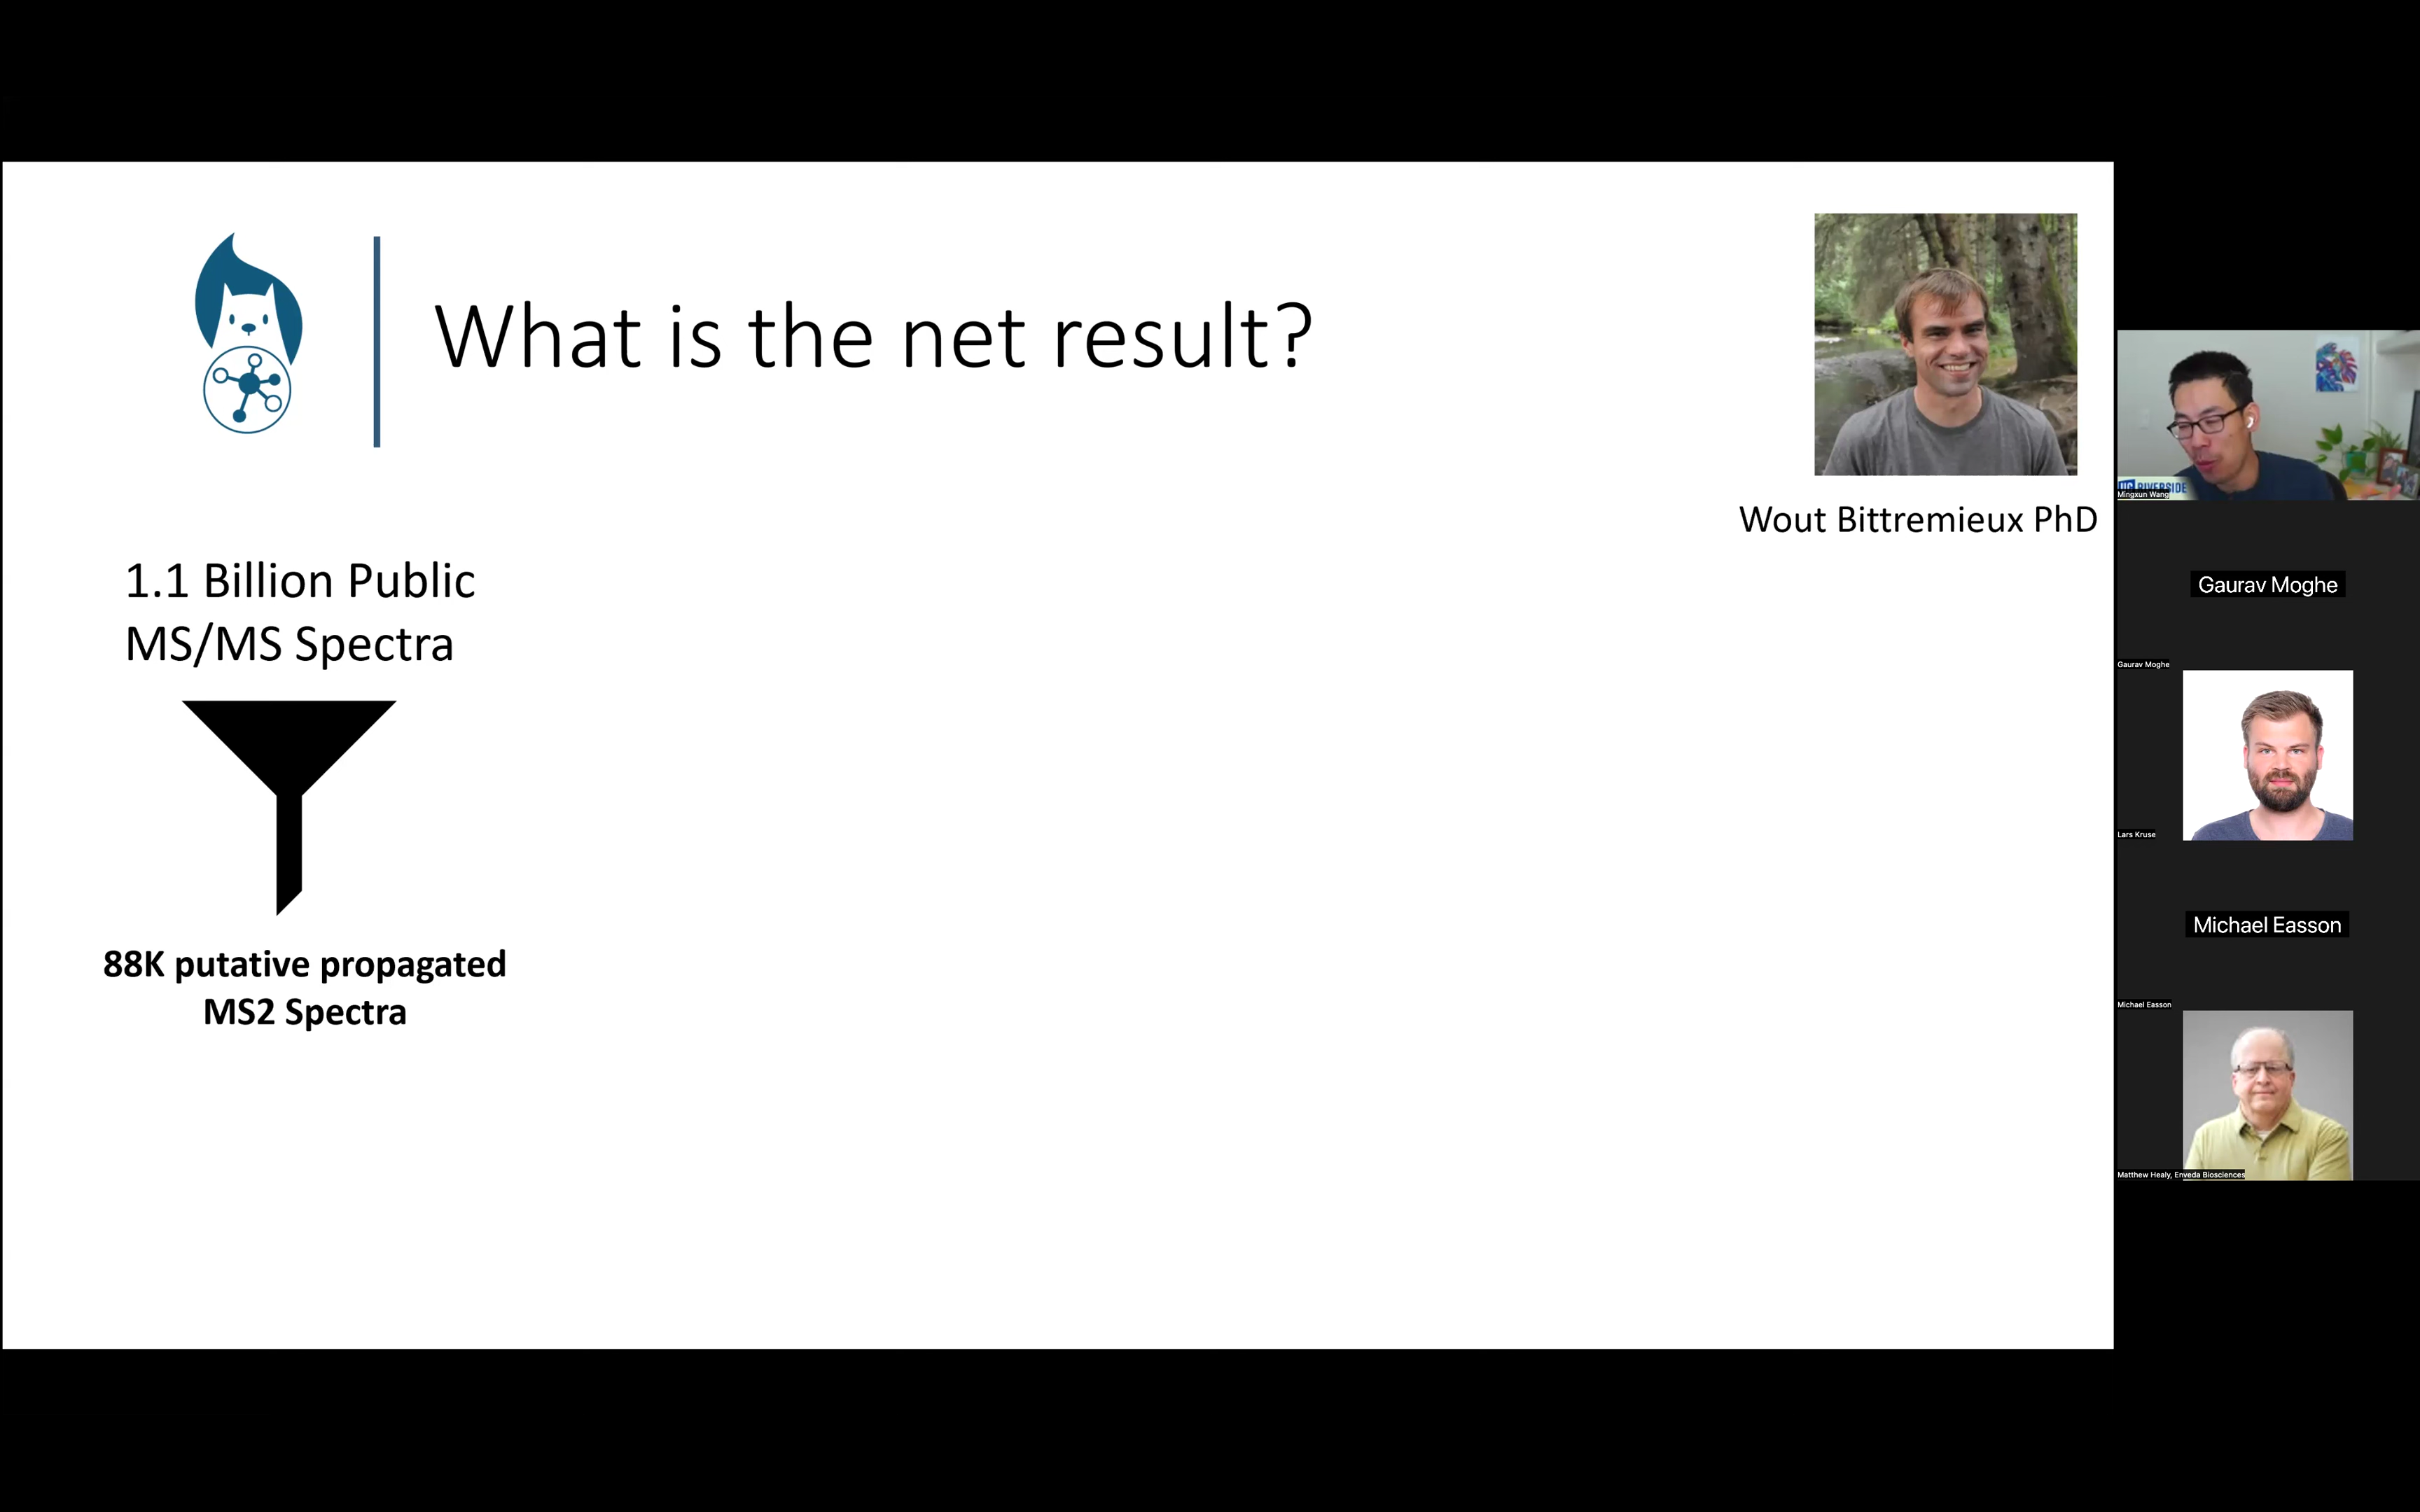 What is the net result?
Wout Bittremieux PhD
1.1 Billion Public
MS/MS Spectra
88K putative propagated
MS2 Spectra
RIVERSIDE
Mingxun Wang
Gaurav Moghe
Gaurav Moghe
Lars Kruse
Michael Easson
Michael Easson
Matthew Healy, Enveda Biosciences